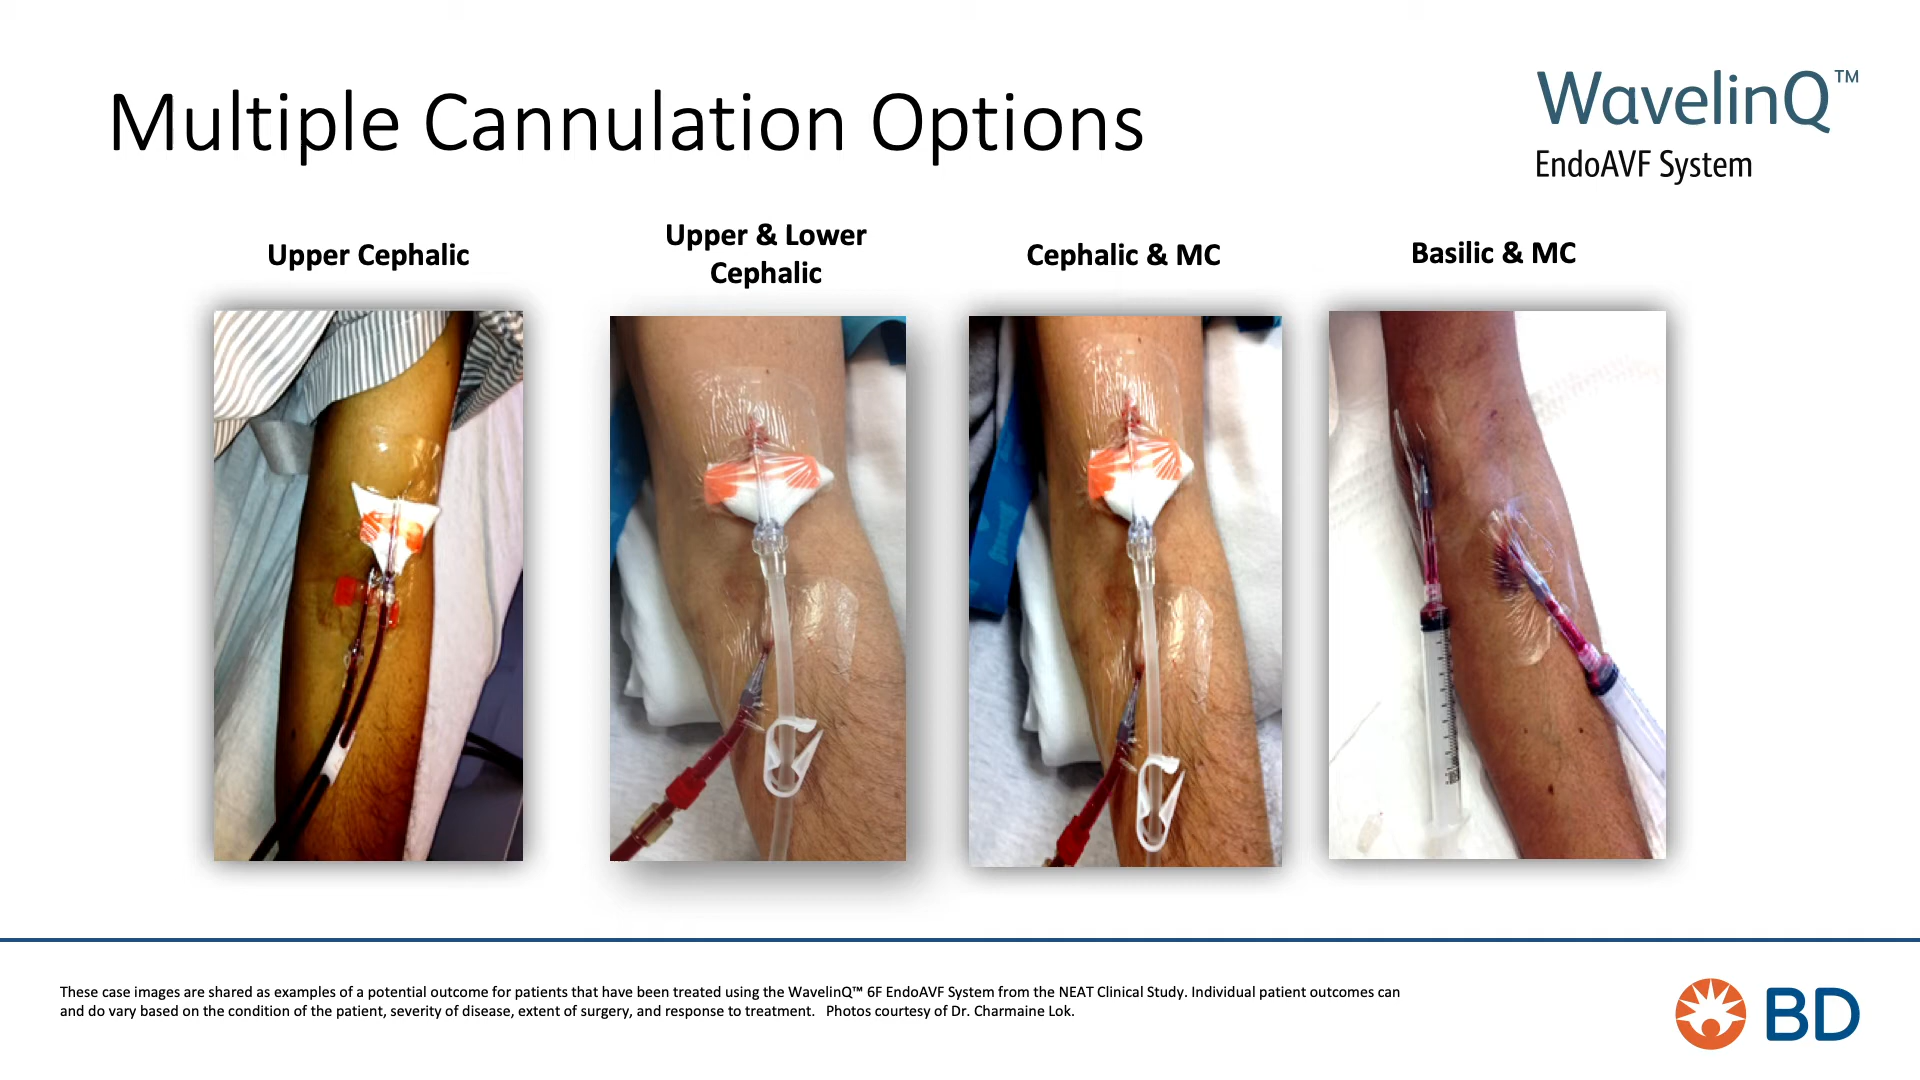 Multiple Cannulation Options
WavelinQ™
EndoAVF System
Upper Cephalic
Upper & Lower
Cephalic
Cephalic & MC
Basilic & MC
These case images are shared as examples of a potential outcome for patients that have been treated using the WavelinQ™ 6F EndoAVF System from the NEAT Clinical Study. Individual patient outcomes can
and do vary based on the condition of the patient, severity of disease, extent of surgery, and response to treatment.   Photos courtesy of Dr. Charmaine Lok.
BD